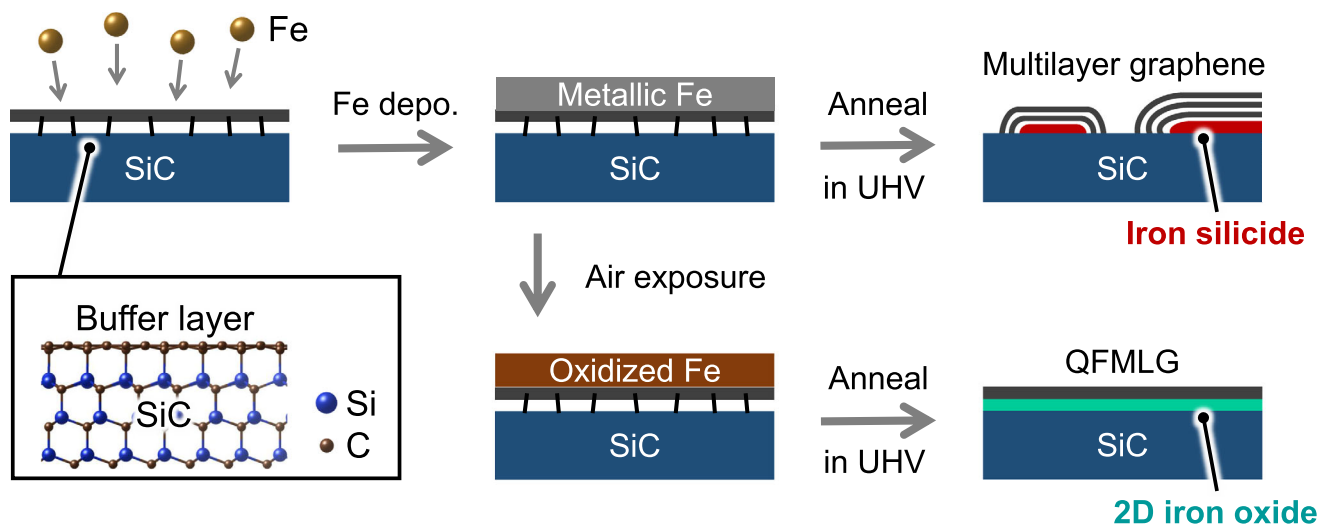 Fe
SiC
Buffer layer
SiC
Si
C
Fe depo.
Metallic Fe
SiC
Anneal
in UHV
Multilayer graphene
SiC
Iron silicide
Air exposure
Oxidized Fe
SiC
Anneal
in UHV
QFMLG
SiC
2D iron oxide